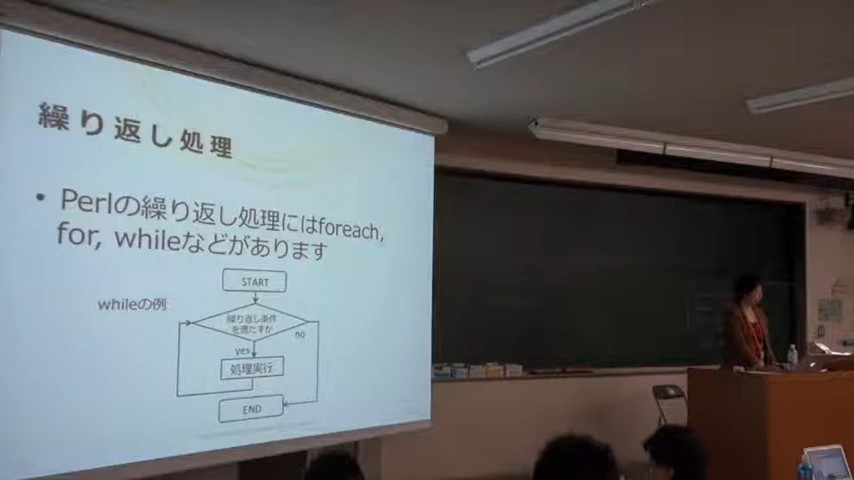 繰り返し処理
• Perlの繰り返し処理にはforeach,
for, whileなどがあります
whileの例
START
繰り返し条件
を満たすか
no
yes
処理実行
END